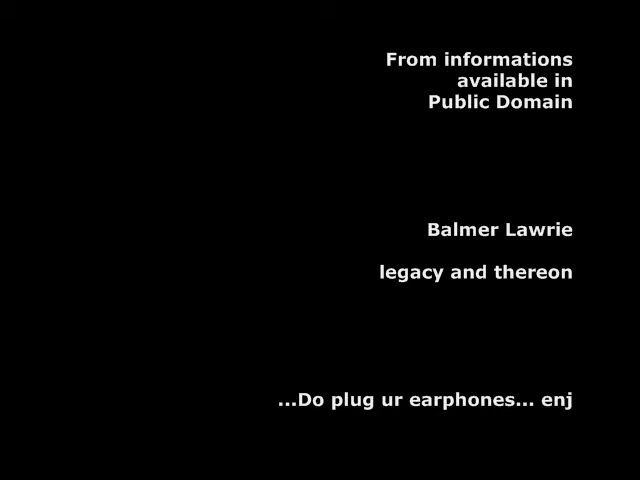 From informations
available in
Public Domain
Balmer Lawrie
legacy and thereon
...Do plug ur earphones... enj